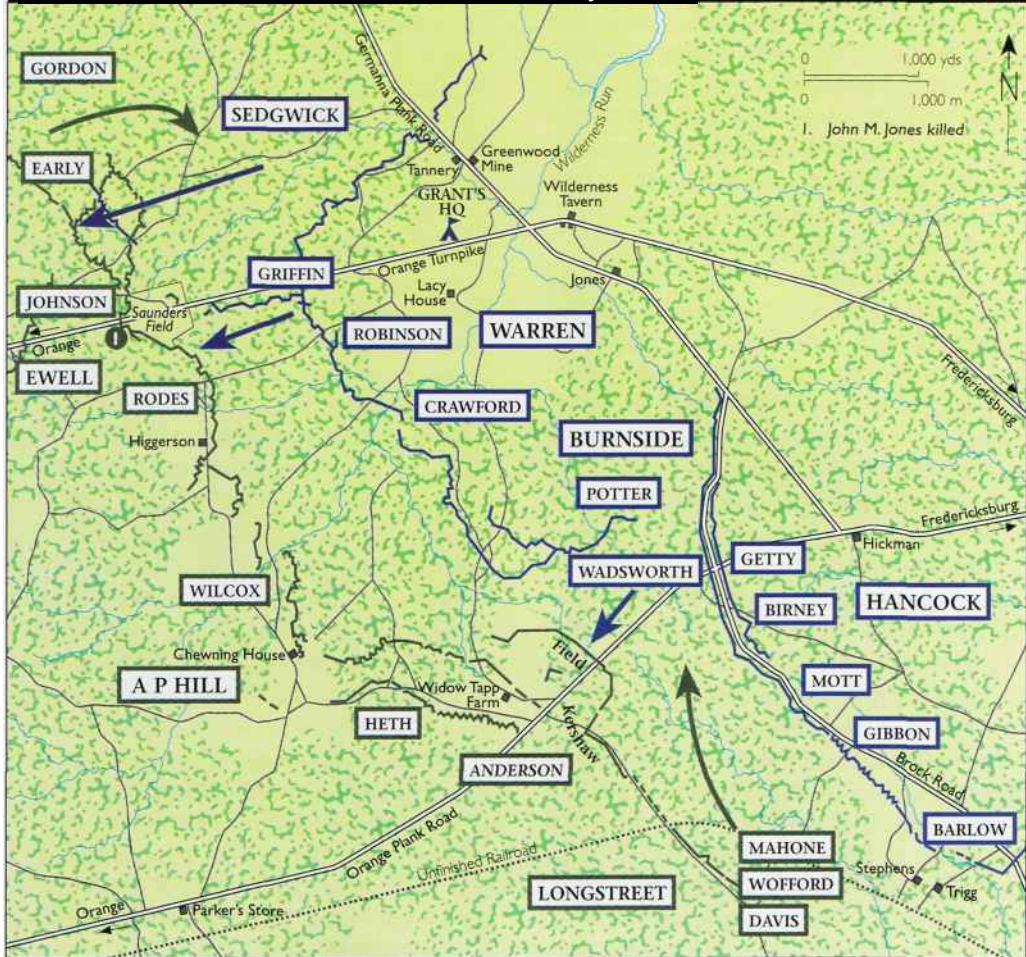 GORDON
SEDGWICK
EARLY
Germanna Plank Road
Tannery
Greenwood
Mine
Wilderness Run
0 1,000 yds
0 1,000 m
N
1. John M. Jones killed
GRANT'S
HQ
Wilderness
Tavern
GRIFFIN
Orange Turnpike
Jones
Lacy
House
JOHNSON
Saunders
Field
Orange
1
EWELL
ROBINSON
WARREN
RODES
CRAWFORD
Fredericksburg
Higgerson
BURNSIDE
POTTER
Fredericksburg
Hickman
WILCOX
WADSWORTH
GETTY
BIRNEY
HANCOCK
Chewning House
A P HILL
Field
Widow Tapp
Farm
Kershaw
HETH
MOTT
GIBBON
ANDERSON
Brock Road
BARLOW
Orange Plank Road
Unfinished Railroad
MAHONE
WOFFORD
DAVIS
LONGSTREET
Stephens
Trigg
Orange
Parker's Store